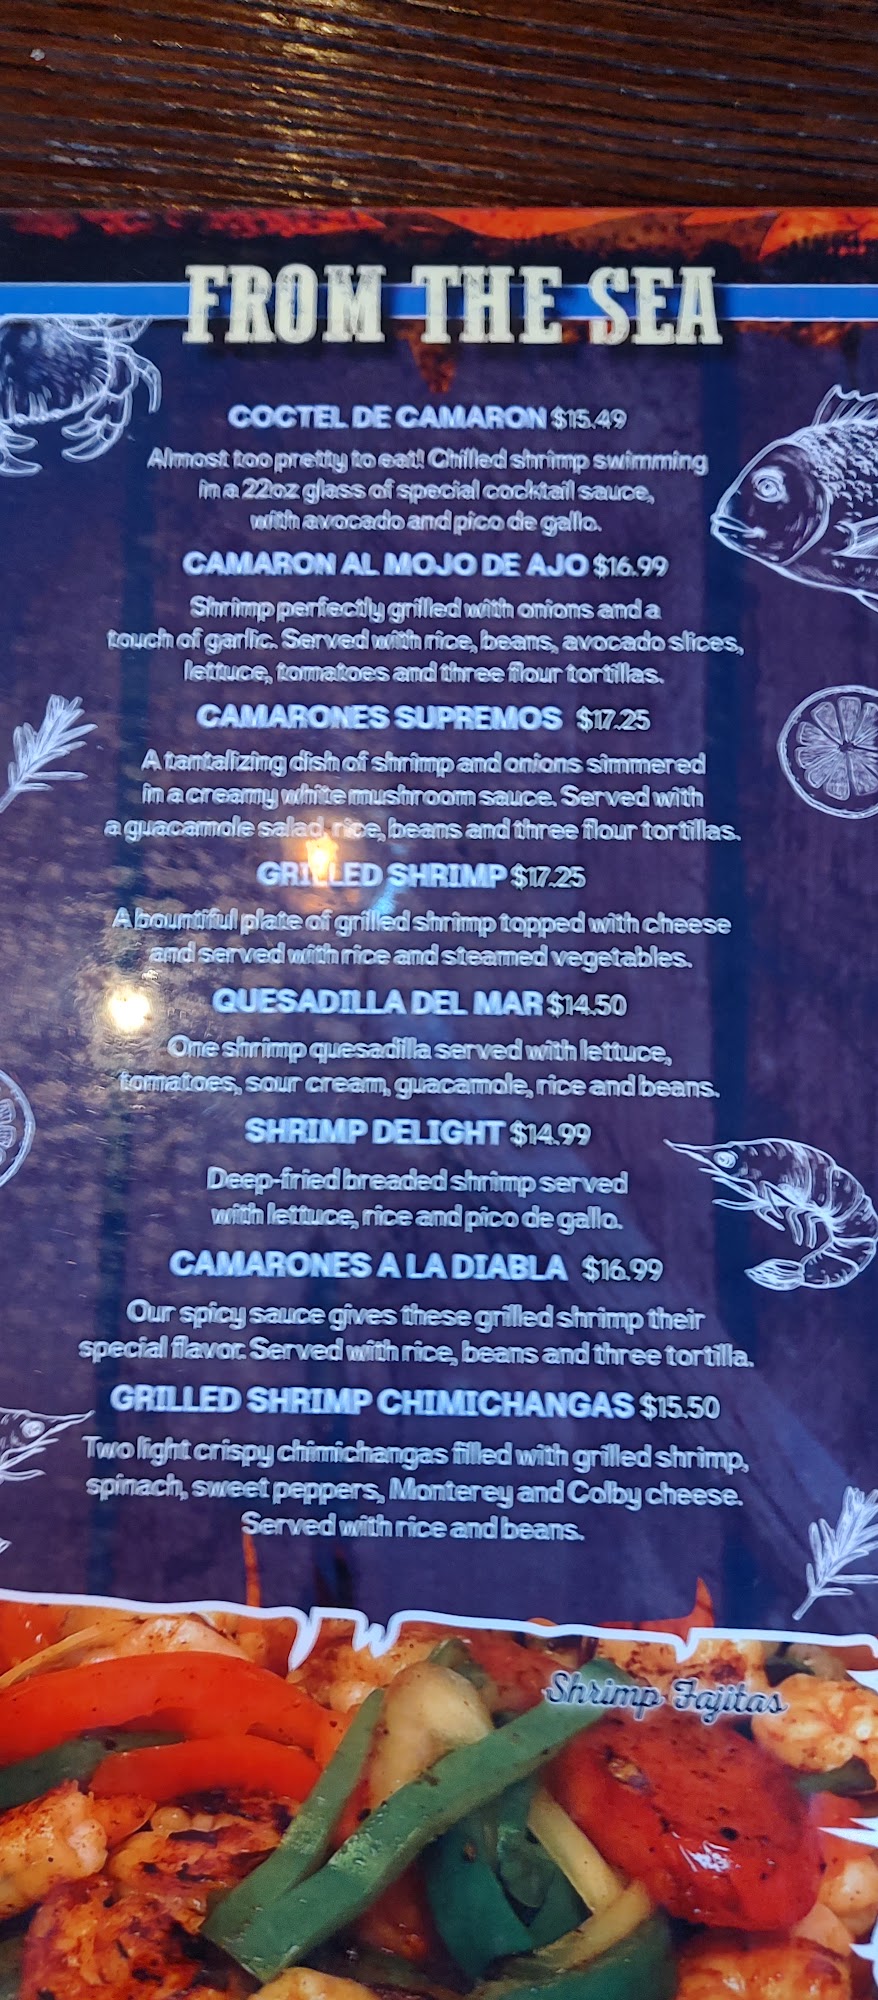 FROM THE SEA
COCTEL DE CAMARON $15.49
Almost too pretty to eat! Chilled shrimp swimming
in a 22oz glass of special cocktail sauce,
with avocado and pico de gallo.
CAMARON AL MOJO DE AJO $16.99
Shrimp perfectly grilled with onions and a
touch of garlic. Served with rice, beans, avocado slices,
lettuce, tomatoes and three flour tortillas.
CAMARONES SUPREMOS $17.25
A tantalizing dish of shrimp and onions simmered
in a creamy white mushroom sauce. Served with
a guacamole salad, rice, beans and three flour tortillas.
GRILLED SHRIMP $17.25
A bountiful plate of grilled shrimp topped with cheese
and served with rice and steamed vegetables.
QUESADILLA DEL MAR $14.50
One shrimp quesadilla served with lettuce,
tomatoes, sour cream, guacamole, rice and beans.
SHRIMP DELIGHT $14.99
Deep-fried breaded shrimp served
with lettuce, rice and pico de gallo.
CAMARONES A LA DIABLA $16.99
Our spicy sauce gives these grilled shrimp their
special flavor. Served with rice, beans and three tortilla.
GRILLED SHRIMP CHIMICHANGAS $15.50
Two light crispy chimichangas filled with grilled shrimp,
spinach, sweet peppers, Monterey and Colby cheese.
Served with rice and beans.
Shrimp Fajitas